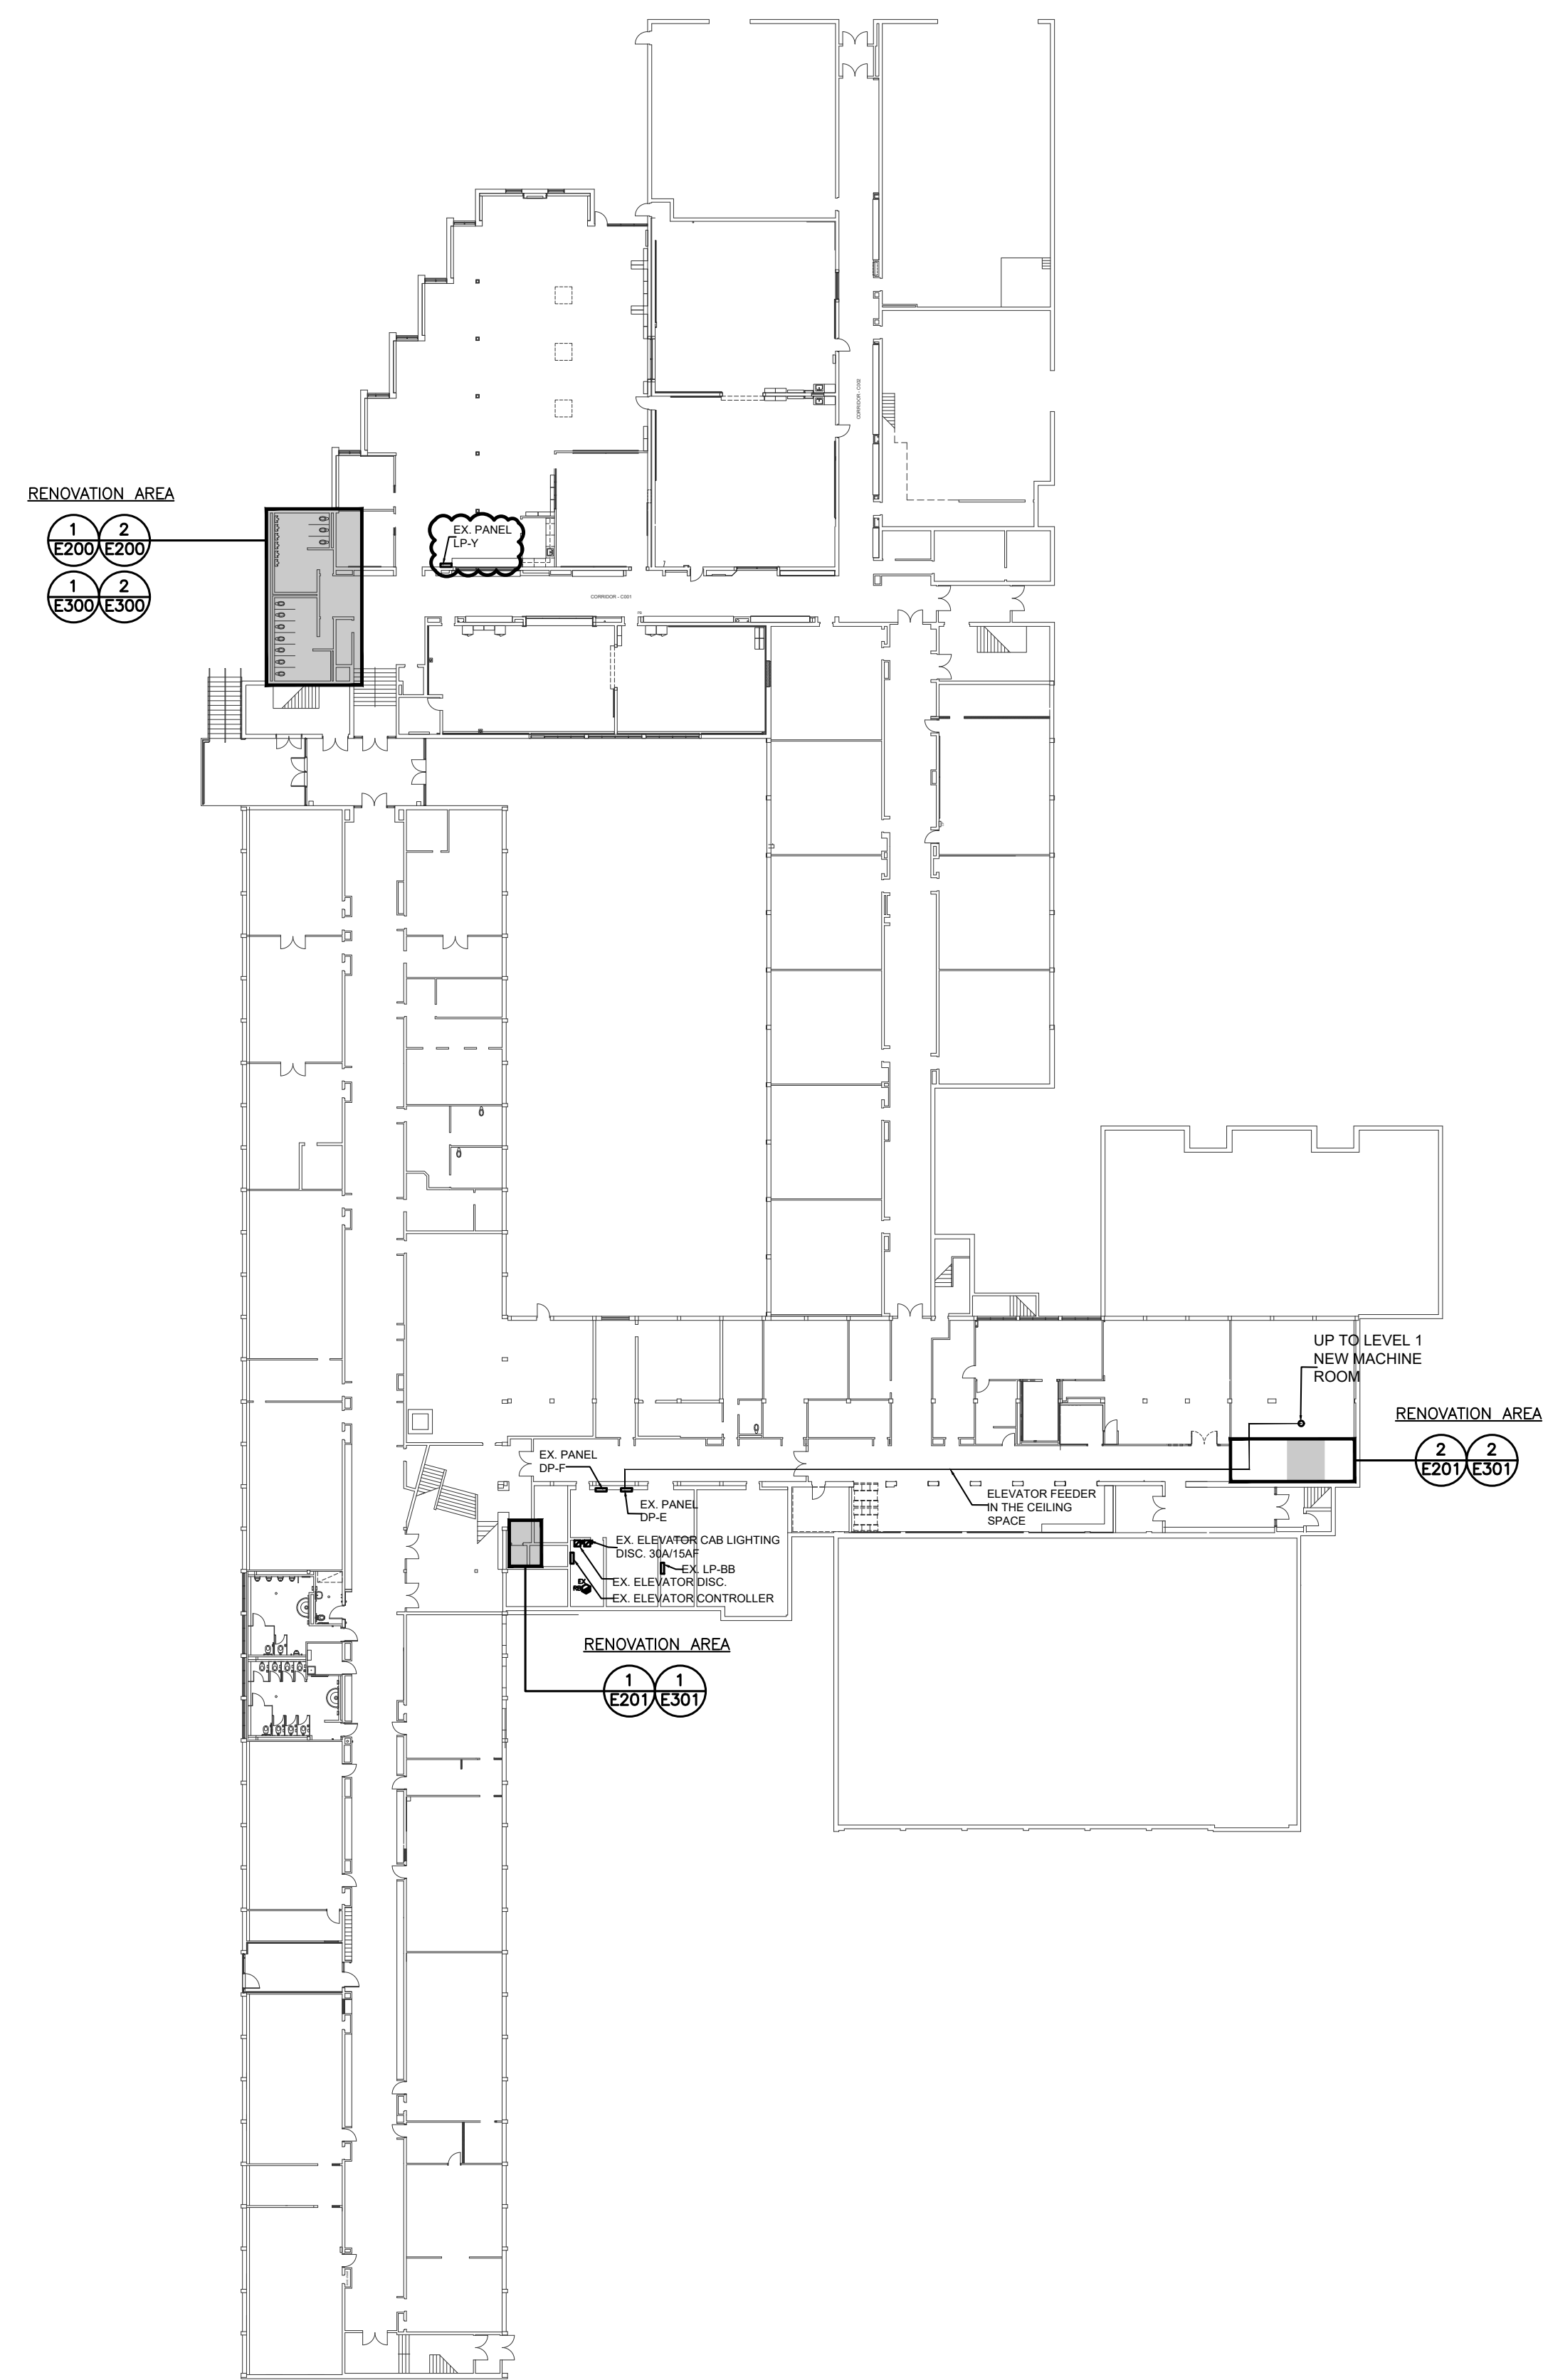 CORRIDOR - C002
RENOVATION AREA
1
E200
2
E200
1
E300
2
E300
EX. PANEL
LP-Y
CORRIDOR - C001
UP TO LEVEL 1
NEW MACHINE
ROOM
RENOVATION AREA
2
E201
2
E301
EX. PANEL
DP-F
EX. PANEL
DP-E
ELEVATOR FEEDER
IN THE CEILING
SPACE
EX. ELEVATOR CAB LIGHTING
DISC. 30A/15AF
EX. LP-BB
EX. ELEVATOR DISC.
EX. ELEVATOR CONTROLLER
EX
RENOVATION AREA
1
E201
1
E301